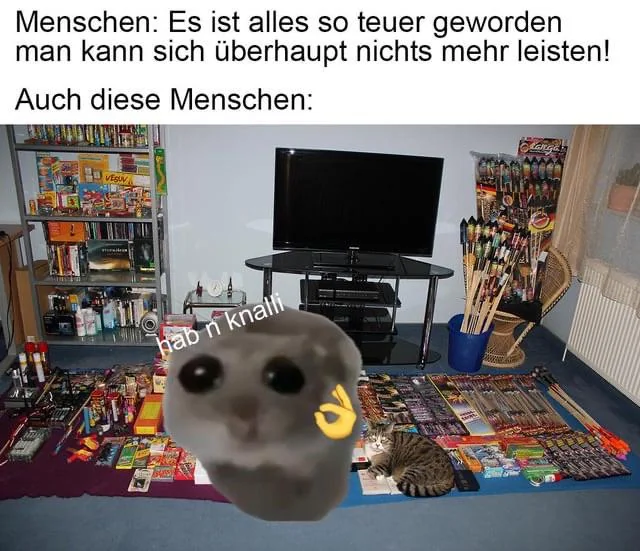 Menschen: Es ist alles so teuer geworden
man kann sich überhaupt nichts mehr leisten!
Auch diese Menschen:
hab n knalli
VESUV